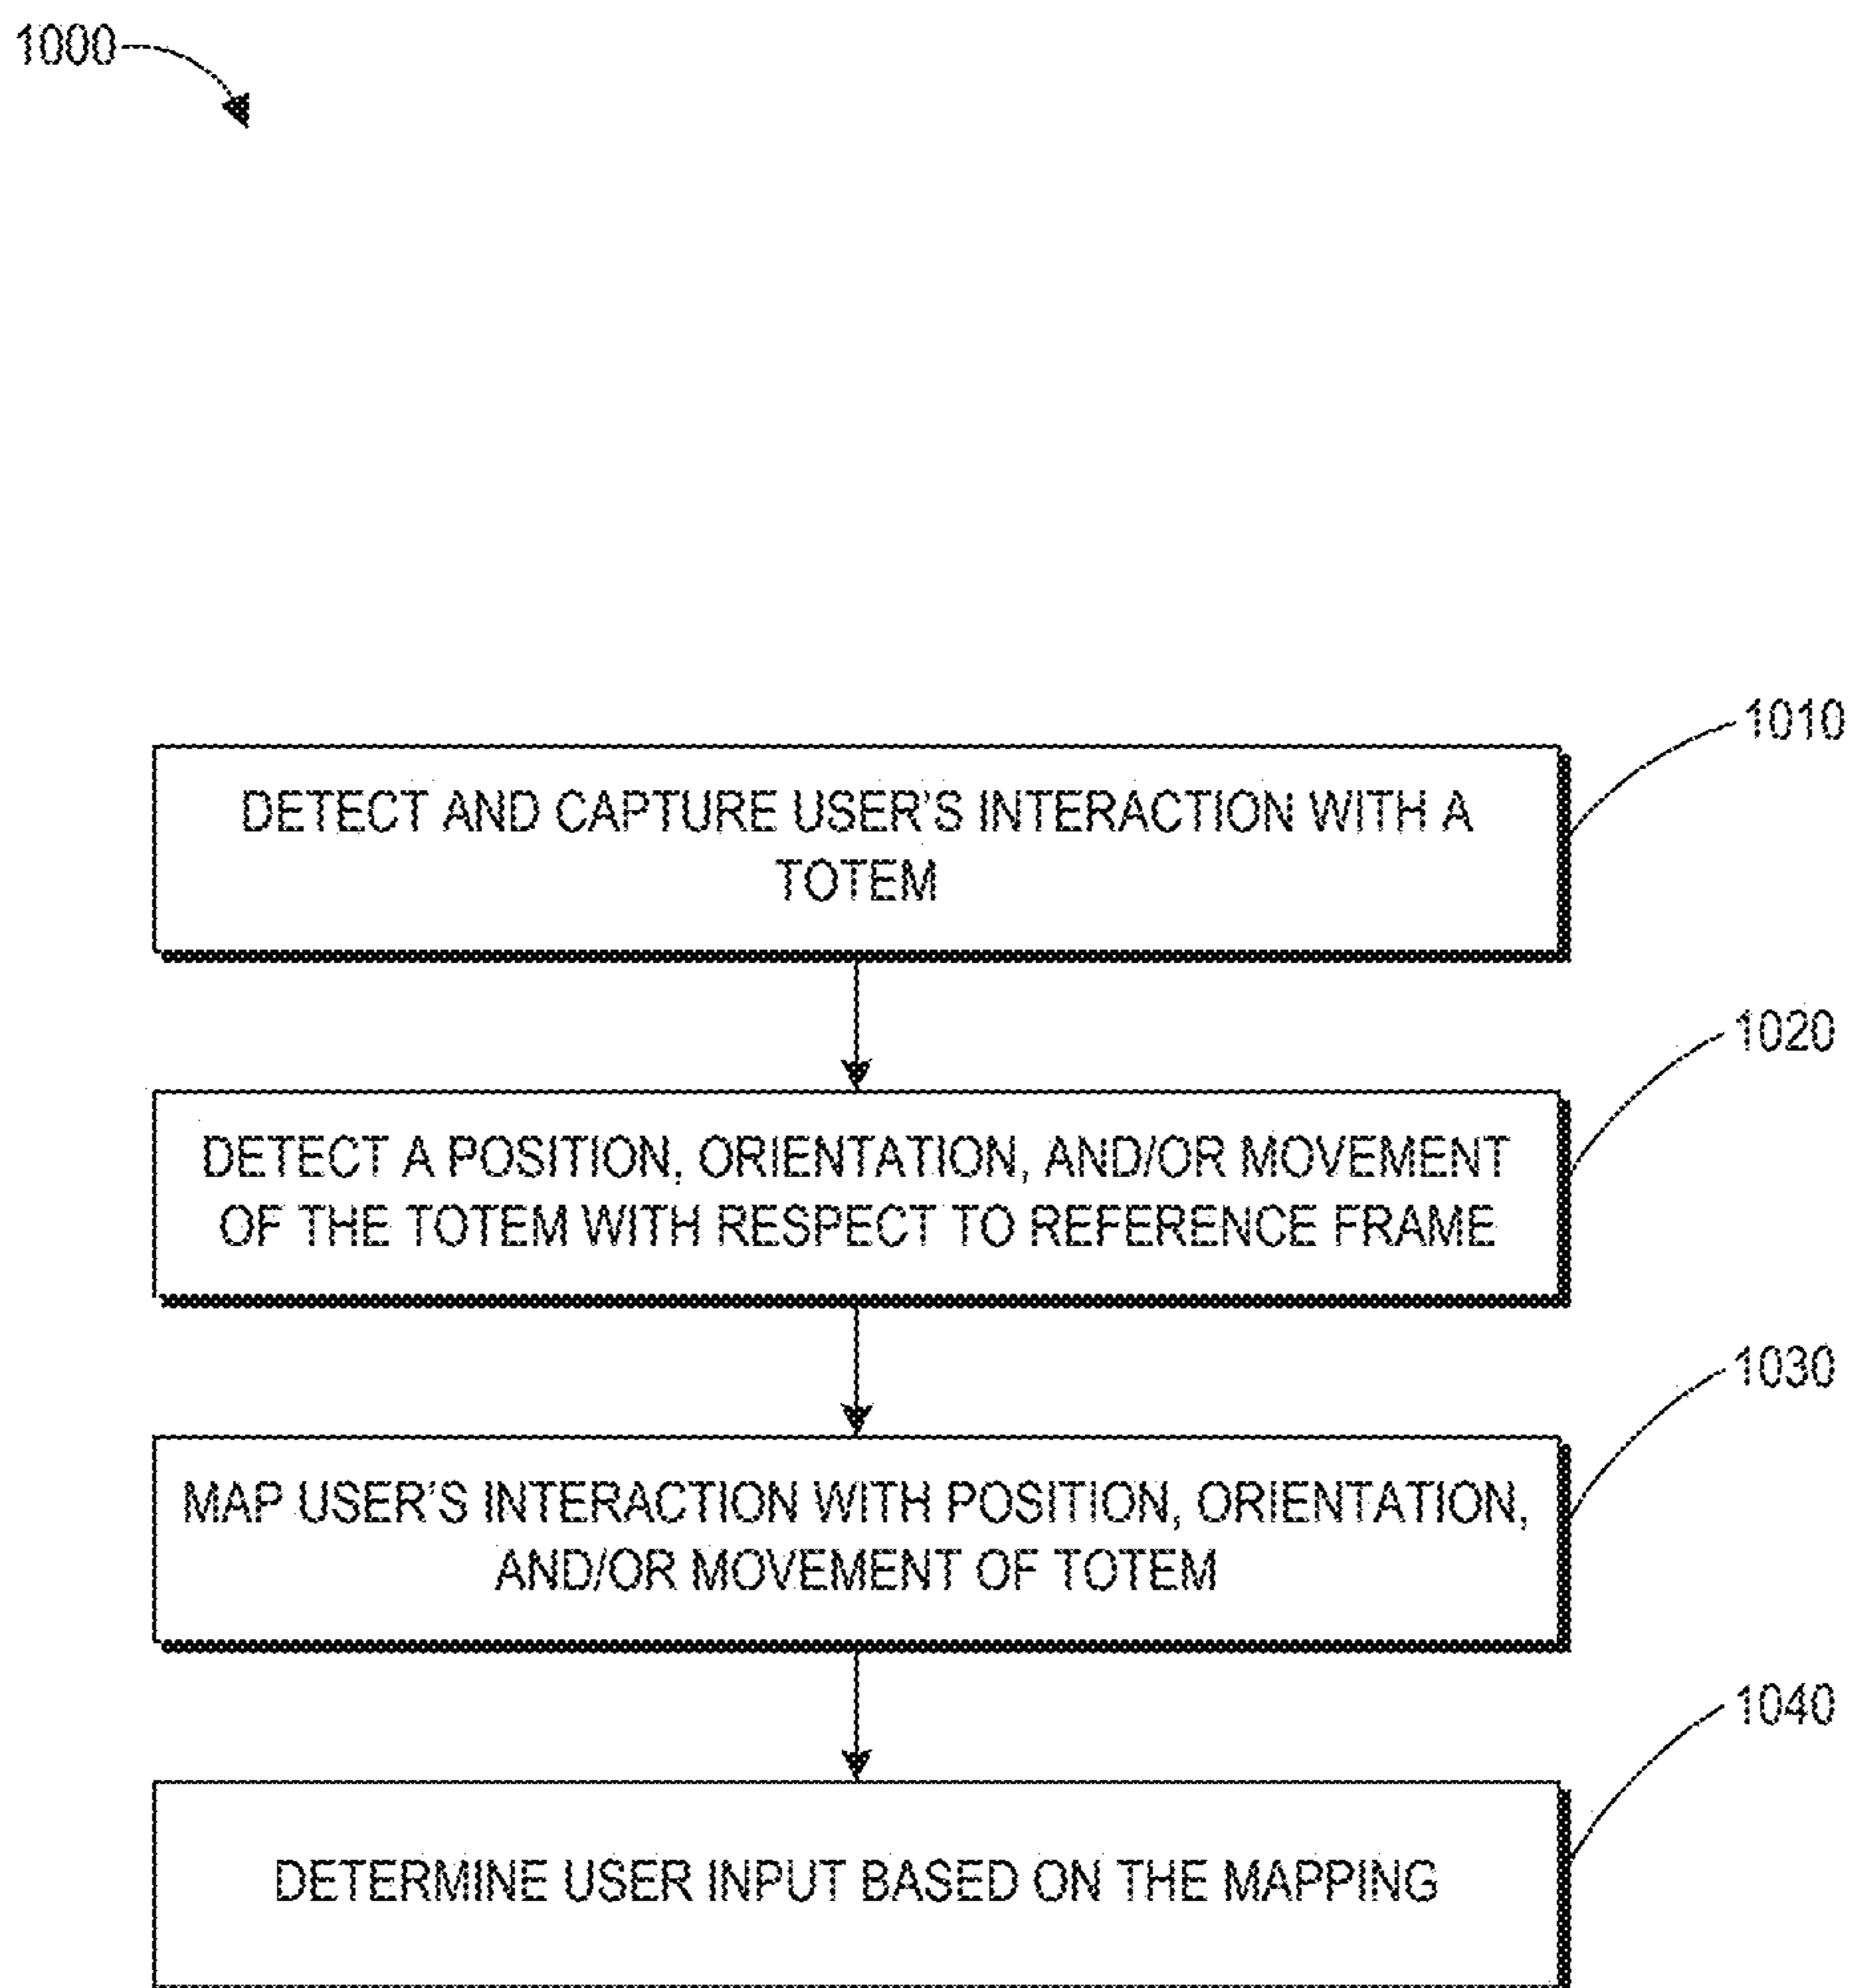 1000
1010
DETECT AND CAPTURE USER'S INTERACTION WITH A
TOTEM
1020
DETECT A POSITION, ORIENTATION, AND/OR MOVEMENT
OF THE TOTEM WITH RESPECT TO REFERENCE FRAME
1030
MAP USER'S INTERACTION WITH POSITION, ORIENTATION,
AND/OR MOVEMENT OF TOTEM
1040
DETERMINE USER INPUT BASED ON THE MAPPING